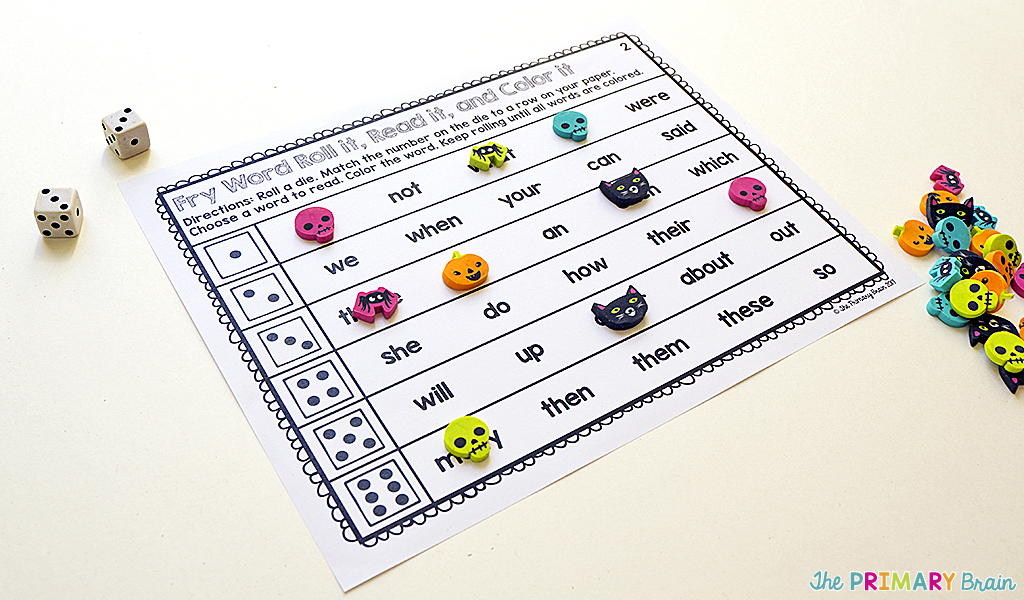 2
Fry Word Roll it, Read it, and Color it
Directions: Roll a die. Match the number on the die to a row on your paper.
Choose a word to read. Color the word. Keep rolling until all words are colored.
not were
we when your can said
an which
she do how their
will up about out
then them these so
© The Primary Brain 2017
The PRIMARY Brain